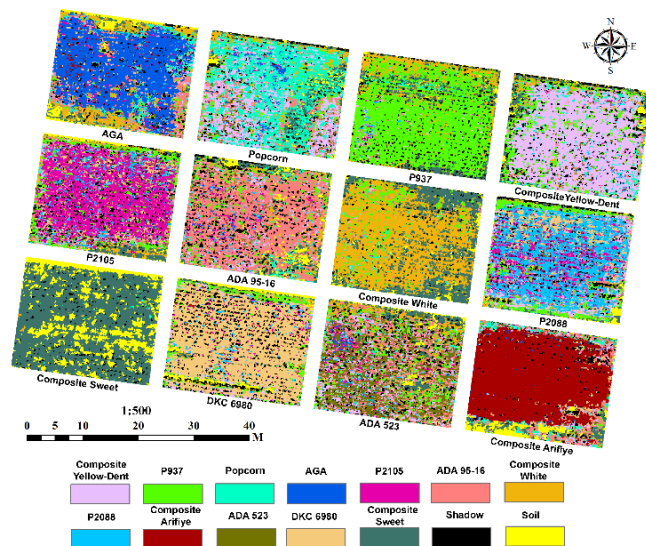 N
W E
S
AGA
Popcorn
P937
CompositeYellow-Dent
P2105
ADA 95-16
Composite White
P2088
Composite Sweet
DKC 6980
ADA 523
Composite Arifiye
1:500
0 5 10 20 30 40
M
Composite
Yellow-Dent
P937
Popcorn
AGA
P2105
ADA 95-16
Composite
White
P2088
Composite
Arifiye
ADA 523
DKC 6980
Composite
Sweet
Shadow
Soil